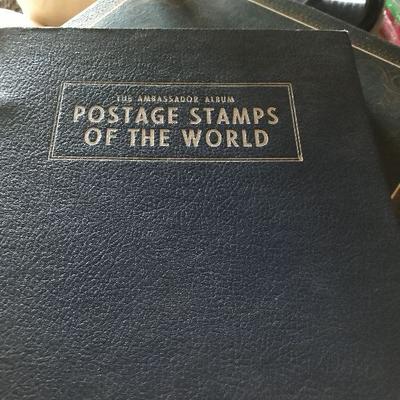 THE AMBASSADOR ALBUM
POSTAGE STAMPS
OF THE WORLD